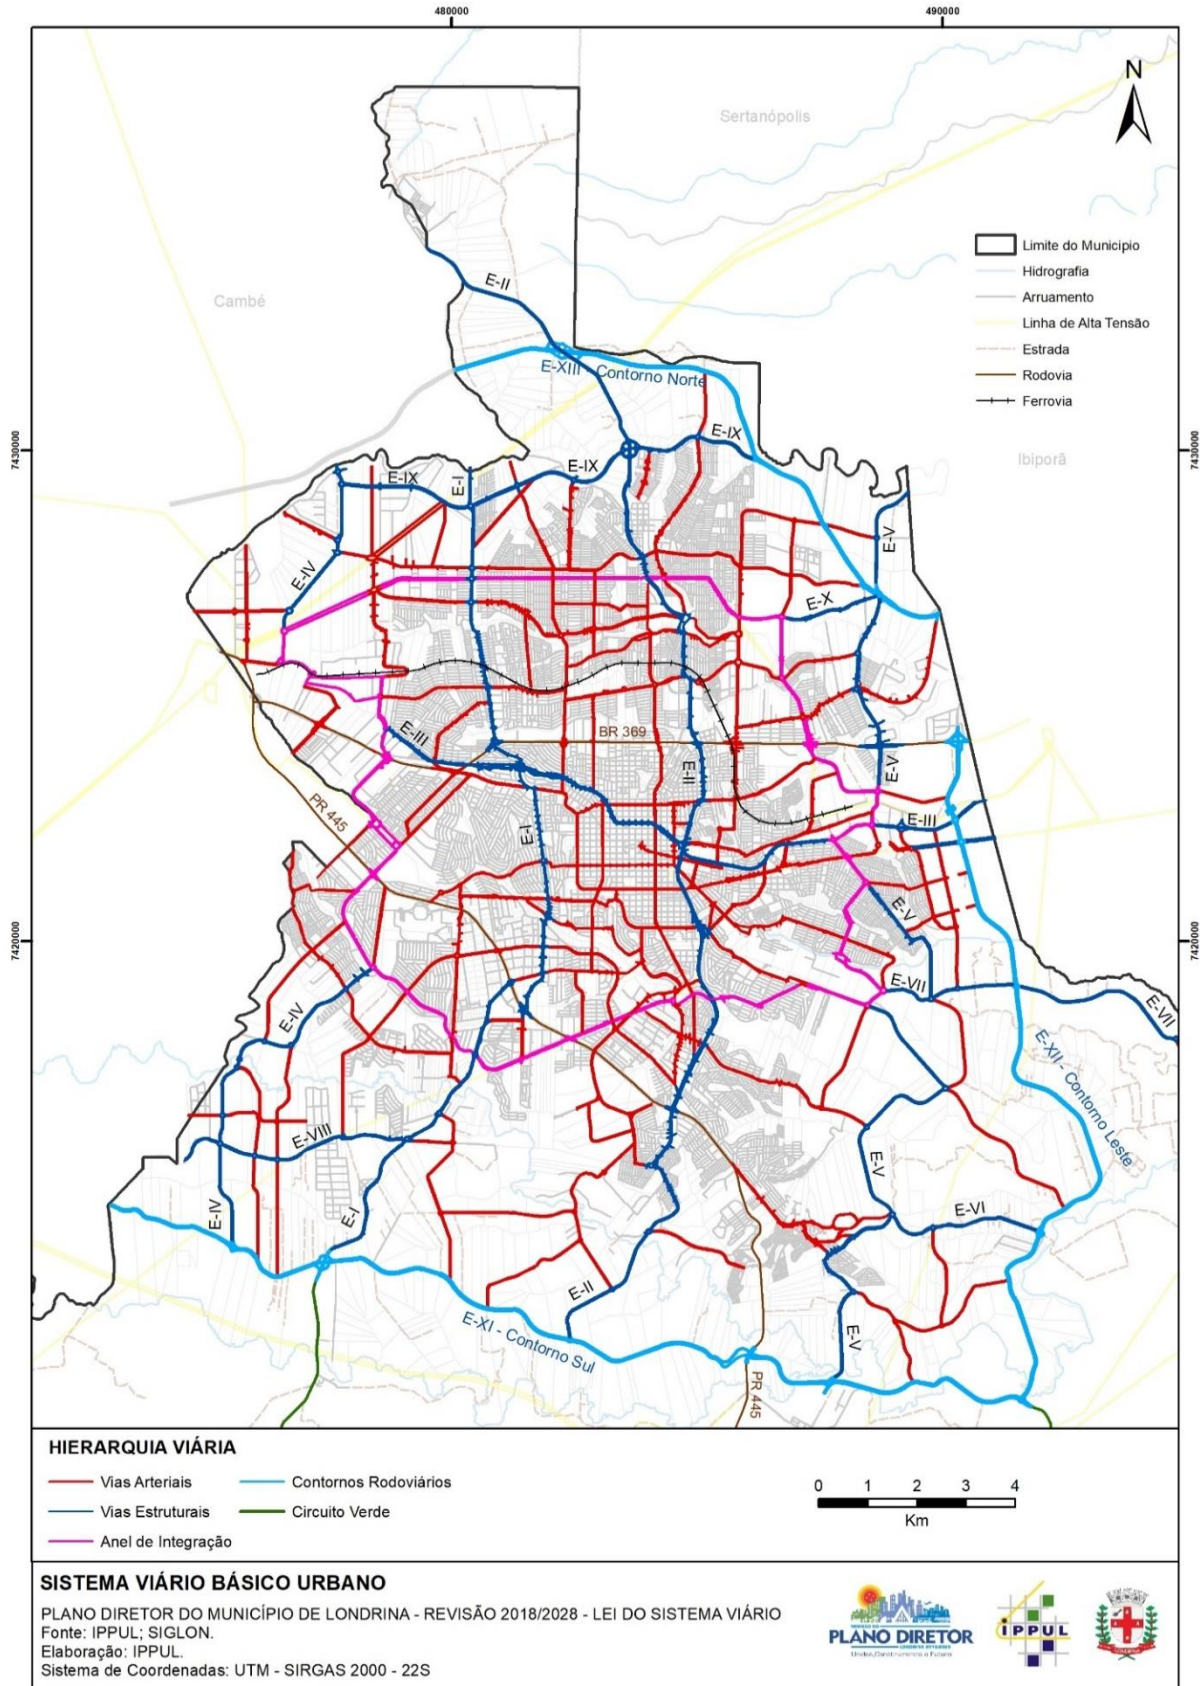 480000
490000
N
Sertanópolis
Limite do Municipio
Hidrografia
Arruamento
Linha de Alta Tensão
Estrada
Rodovia
Ferrovia
Cambé
E-II
E-XIII - Contorno Norte
7430000
7430000
Ibiporã
E-IX
E-IX
E-IX
E-I
E-IV
E-V
E-X
BR 369
E-III
E-II
E-V
PR 445
E-I
E-III
E-V
7420000
7420000
E-VII
E-VII
E-IV
E-XII - Contorno Leste
E-VIII
E-V
E-IV
E-I
E-VI
E-II
E-XI - Contorno Sul
E-V
PR 445
HIERARQUIA VIÁRIA
Vias Arteriais
Contornos Rodoviários
Vias Estruturais
Circuito Verde
Anel de Integração
0 1 2 3 4
Km
SISTEMA VIÁRIO BÁSICO URBANO
PLANO DIRETOR DO MUNICÍPIO DE LONDRINA - REVISÃO 2018/2028 - LEI DO SISTEMA VIÁRIO
Fonte: IPPUL; SIGLON.
Elaboração: IPPUL.
Sistema de Coordenadas: UTM - SIRGAS 2000 - 22S
PLANO DIRETOR
iPPUL